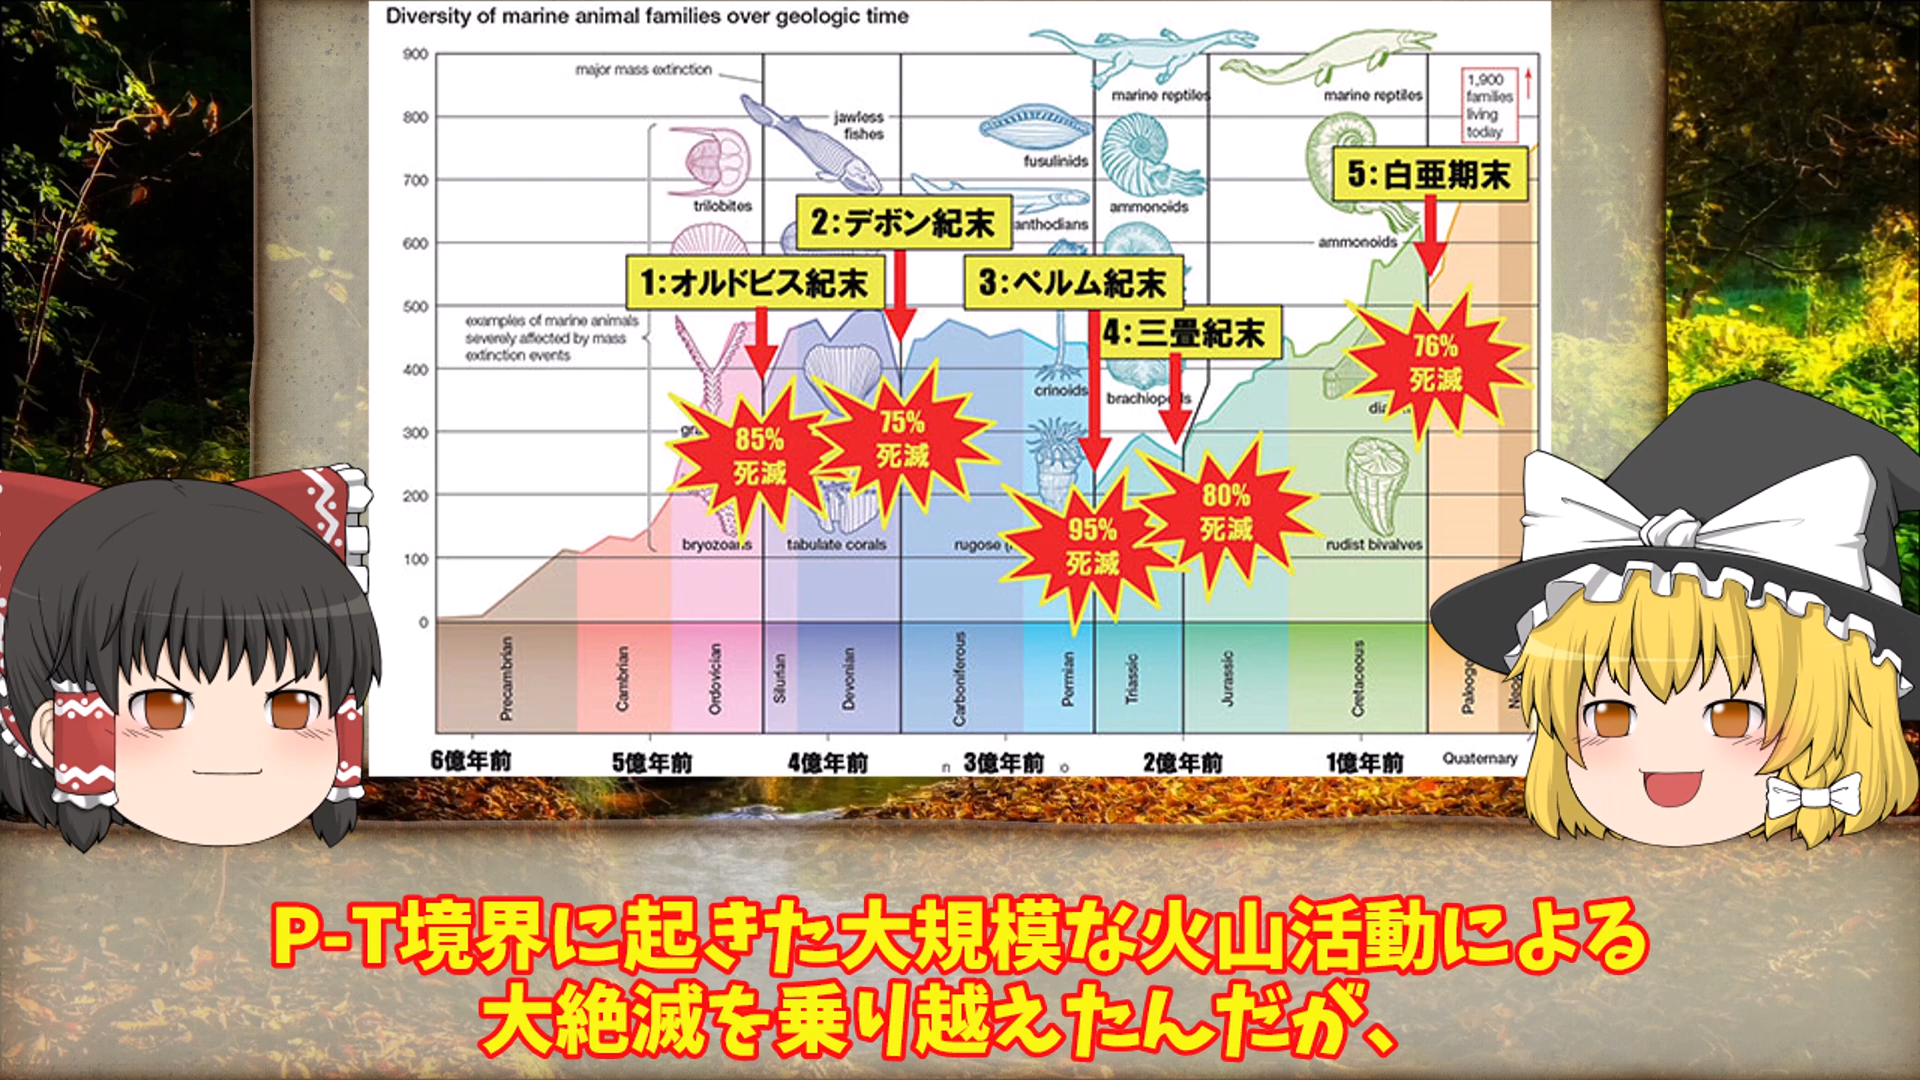 Diversity of marine animal families over geologic time
900
800
700
600
500
400
300
200
100
0
major mass extinction
jawless
fishes
trilobites
fusulinids
anthodians
marine reptiles
ammonoids
marine reptiles
ammonoids
1,900
families
living
today
5:白亜期末
2:デボン紀末
1:オルドビス紀末
3:ペルム紀末
4:三畳紀末
examples of marine animals
severely affected by mass
extinction events
crinoids
brachiopods
85%
死滅
75%
死滅
95%
死滅
80%
死滅
76%
死滅
bryozoans
tabulate corals
rugose
rudist bivalves
Precambrian
Cambrian
Ordovician
Silurian
Devonian
Carboniferous
Permian
Triassic
Jurassic
Cretaceous
Paleog
Neo
6億年前
5億年前
4億年前
n 3億年前 o
2億年前
1億年前
Quaternary
P-T境界に起きた大規模な火山活動による
大絶滅を乗り越えたんだが、